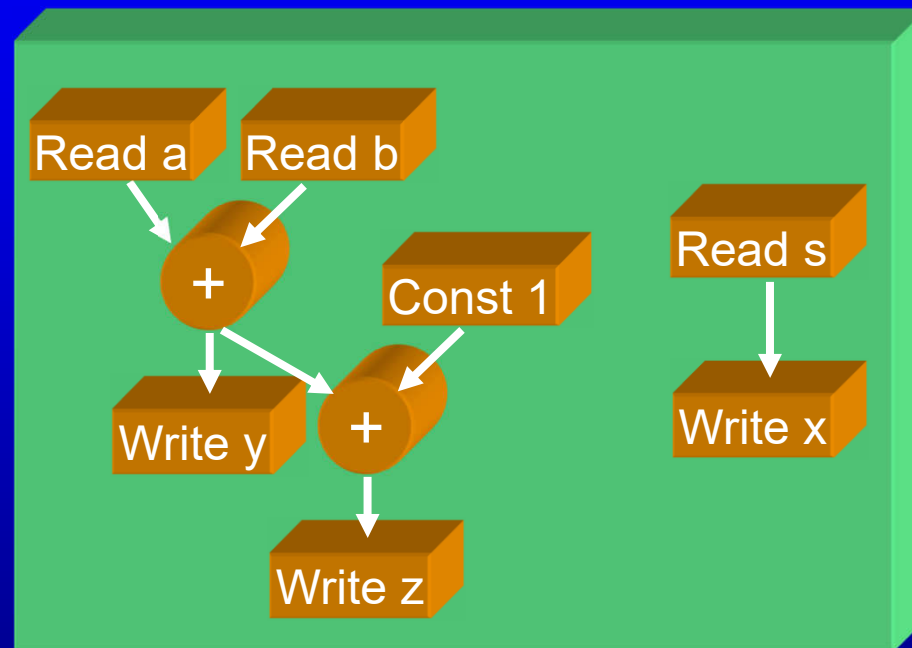 Read a
Read b
Read s
+
Const 1
Write y
+
Write x
Write z